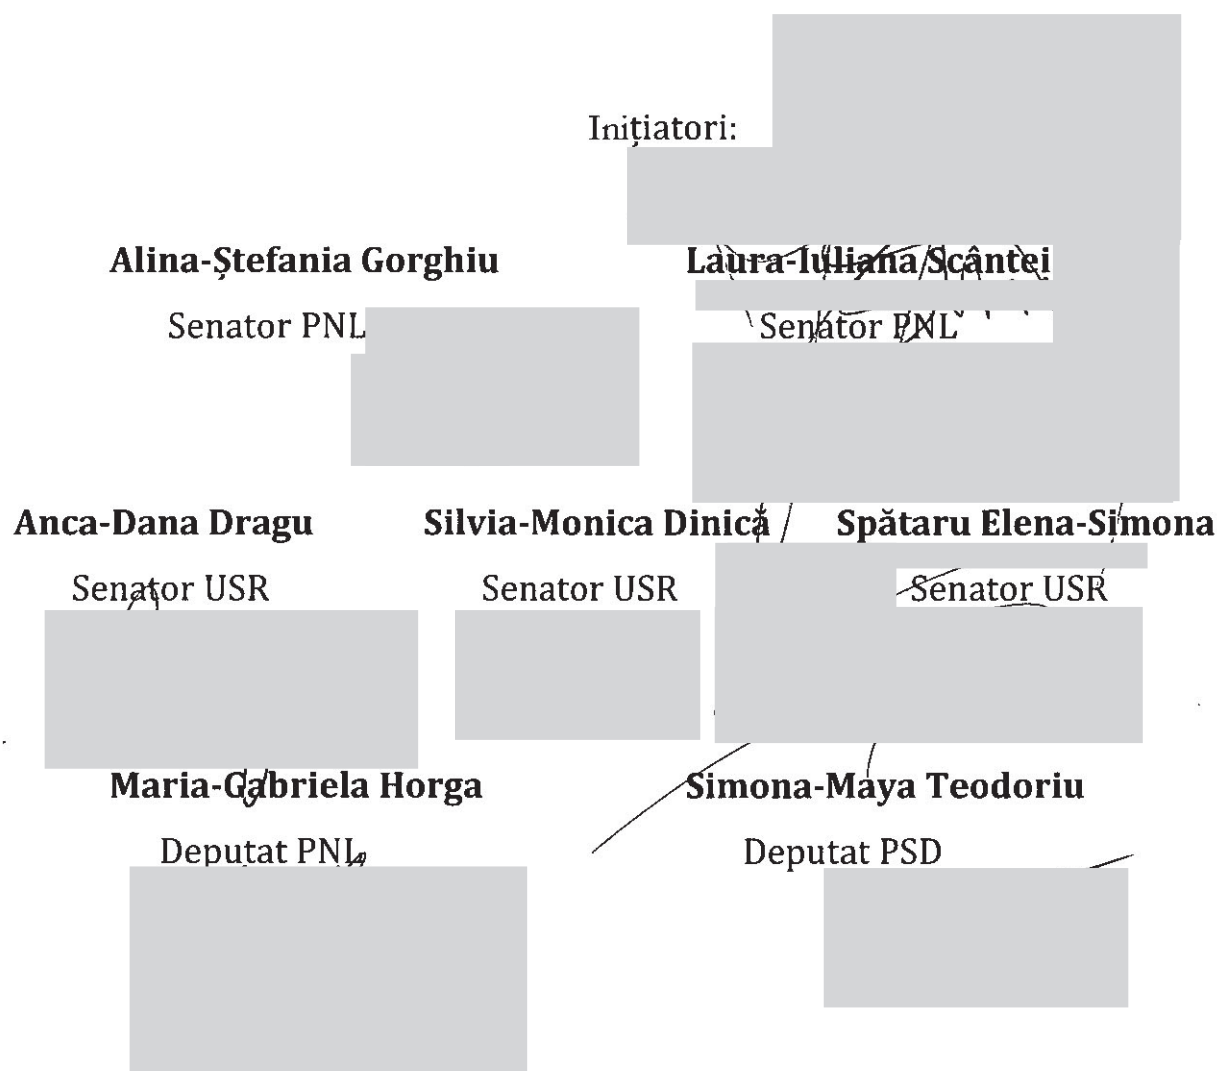 Inițiatori:
Alina-Ștefania Gorghiu Laura-Iuliana Scântei
Senator PNL Senator PNL
Anca-Dana Dragu Silvia-Monica Dinică Spătaru Elena-Simona
Senator USR Senator USR Senator USR
Maria-Gabriela Horga Simona-Maya Teodoriu
Deputat PNL Deputat PSD